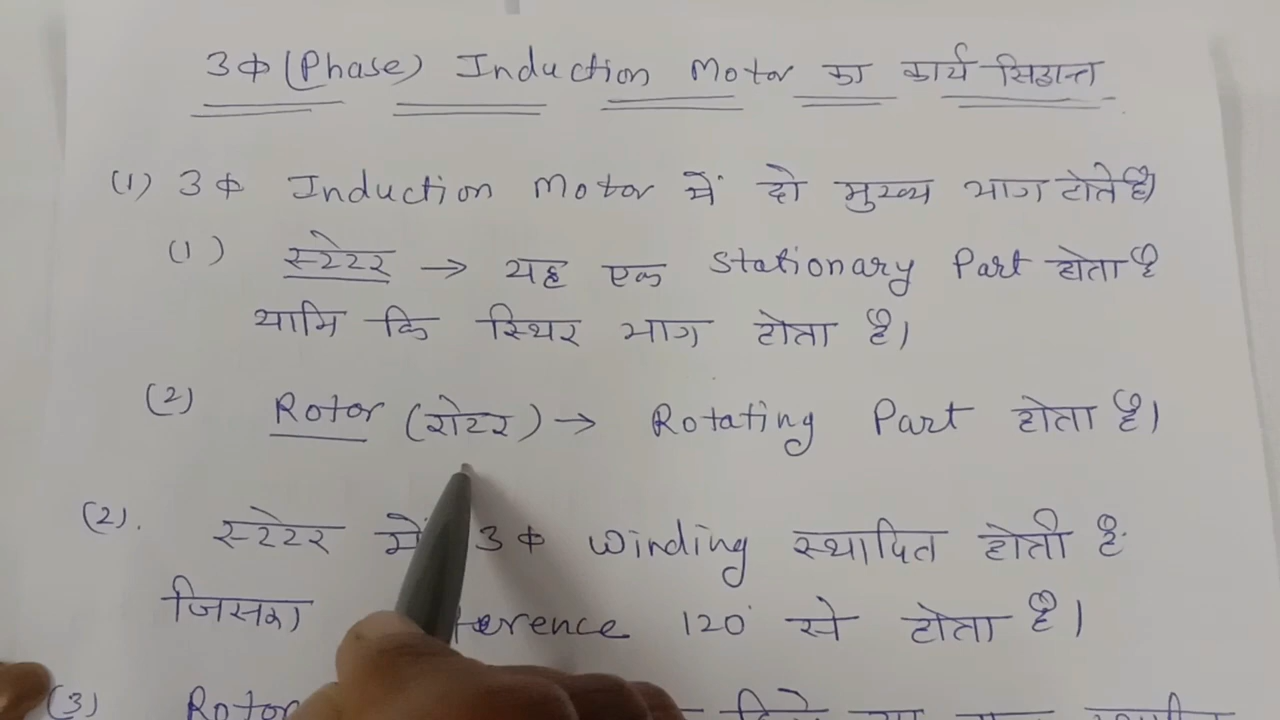 3Φ (Phase) Induction Motor का कार्य सिद्धान्त
(1) 3Φ Induction Motor में दो मुख्य भाग होते है।
(1) स्टेटर → यह एक Stationary Part होता है
यानि कि स्थिर भाग होता है।
(2) Rotor (रोटर) → Rotating Part होता है।
(2). स्टेटर में 3Φ winding स्थापित होती है
जिसका erence 120° से होता है।
(3) Rotor